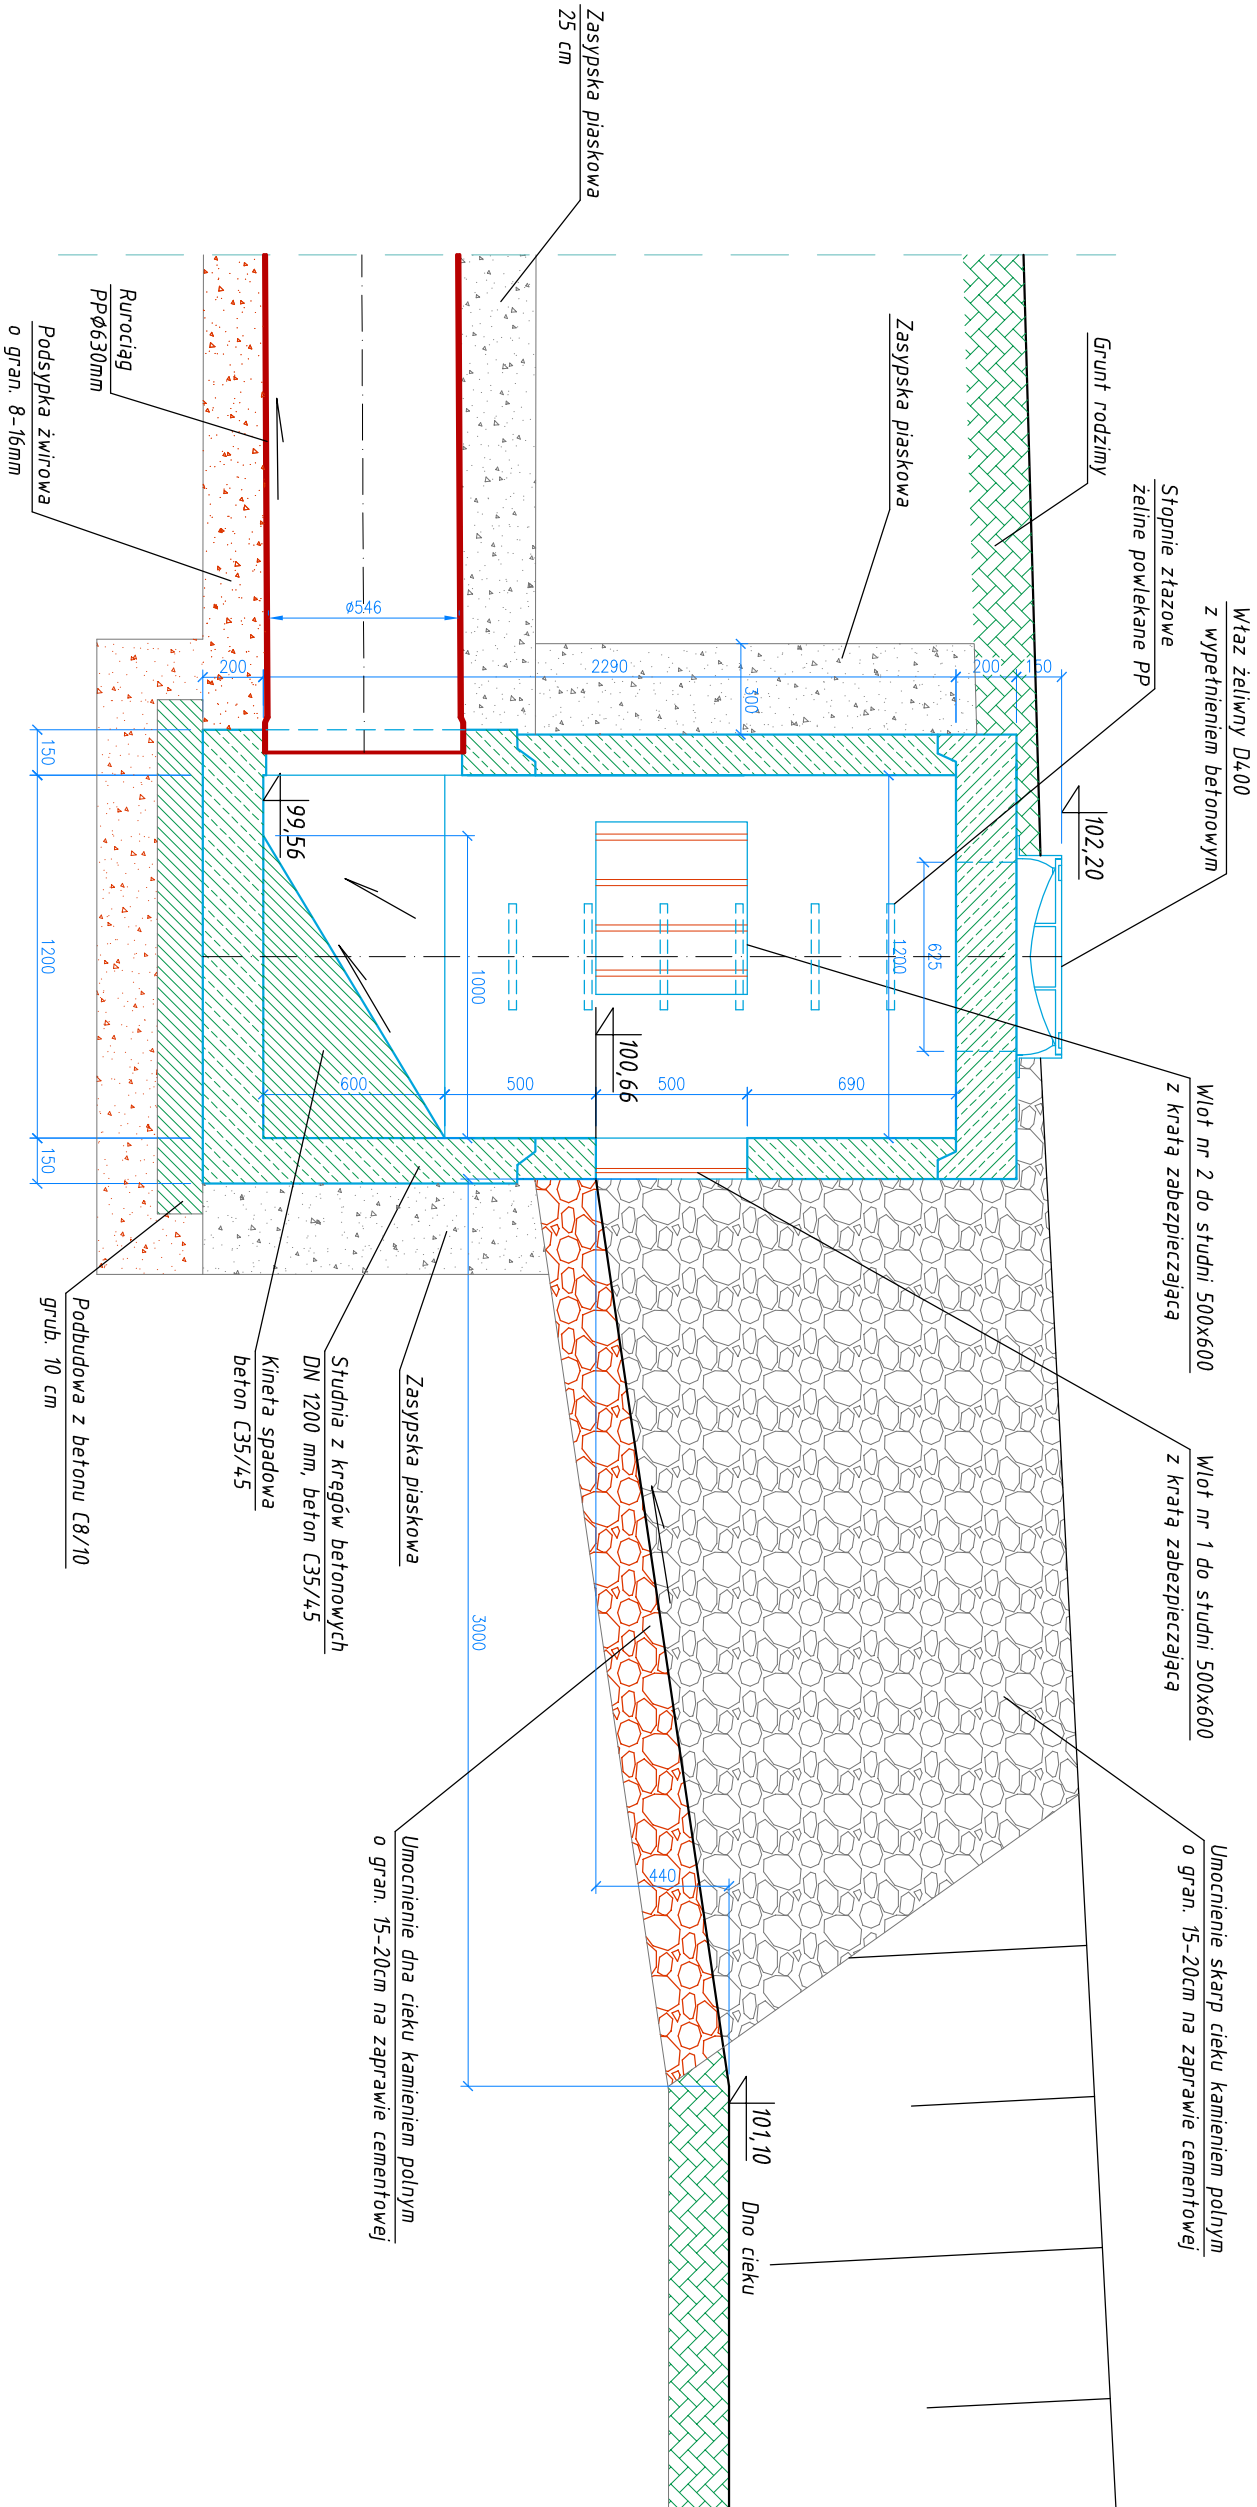 Właz żeliwny D400
z wypełnieniem betonowym
Stopnie złazowe
żeline powlekane PP
Grunt rodzimy
Zasypska piaskowa
Zasypska piaskowa
25 cm
Rurociąg
PPØ630mm
Podsypka żwirowa
o gran. 8-16mm
Wlot nr 2 do studni 500x600
z kratą zabezpieczającą
Wlot nr 1 do studni 500x600
z kratą zabezpieczającą
Umocnienie skarp cieku kamieniem polnym
o gran. 15-20cm na zaprawie cementowej
Umocnienie dna cieku kamieniem polnym
o gran. 15-20cm na zaprawie cementowej
Dno cieku
Zasypska piaskowa
Studnia z kręgów betonowych
DN 1200 mm, beton C35/45
Kineta spadowa
beton C35/45
Podbudowa z betonu C8/10
grub. 10 cm
102,20
101,10
100,66
99,56
150
200
2290
200
300
ø546
625
1200
690
500
500
600
1000
150
1200
150
3000
440